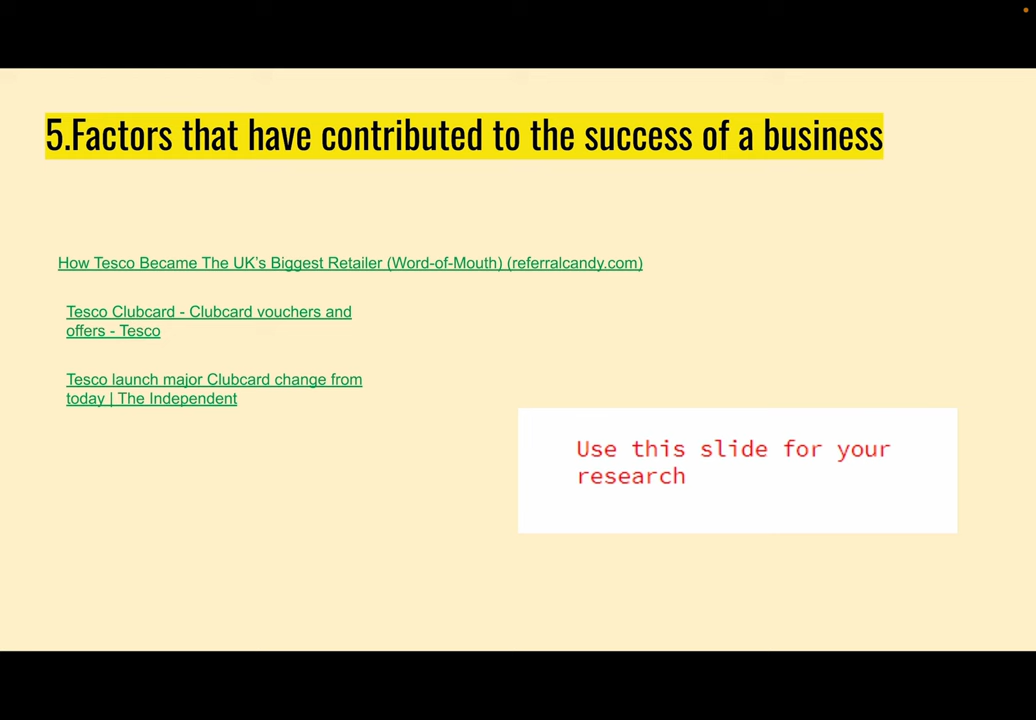 5.Factors that have contributed to the success of a business
How Tesco Became The UK’s Biggest Retailer (Word-of-Mouth) (referralcandy.com)
Tesco Clubcard - Clubcard vouchers and
offers - Tesco
Tesco launch major Clubcard change from
today | The Independent
Use this slide for your
research